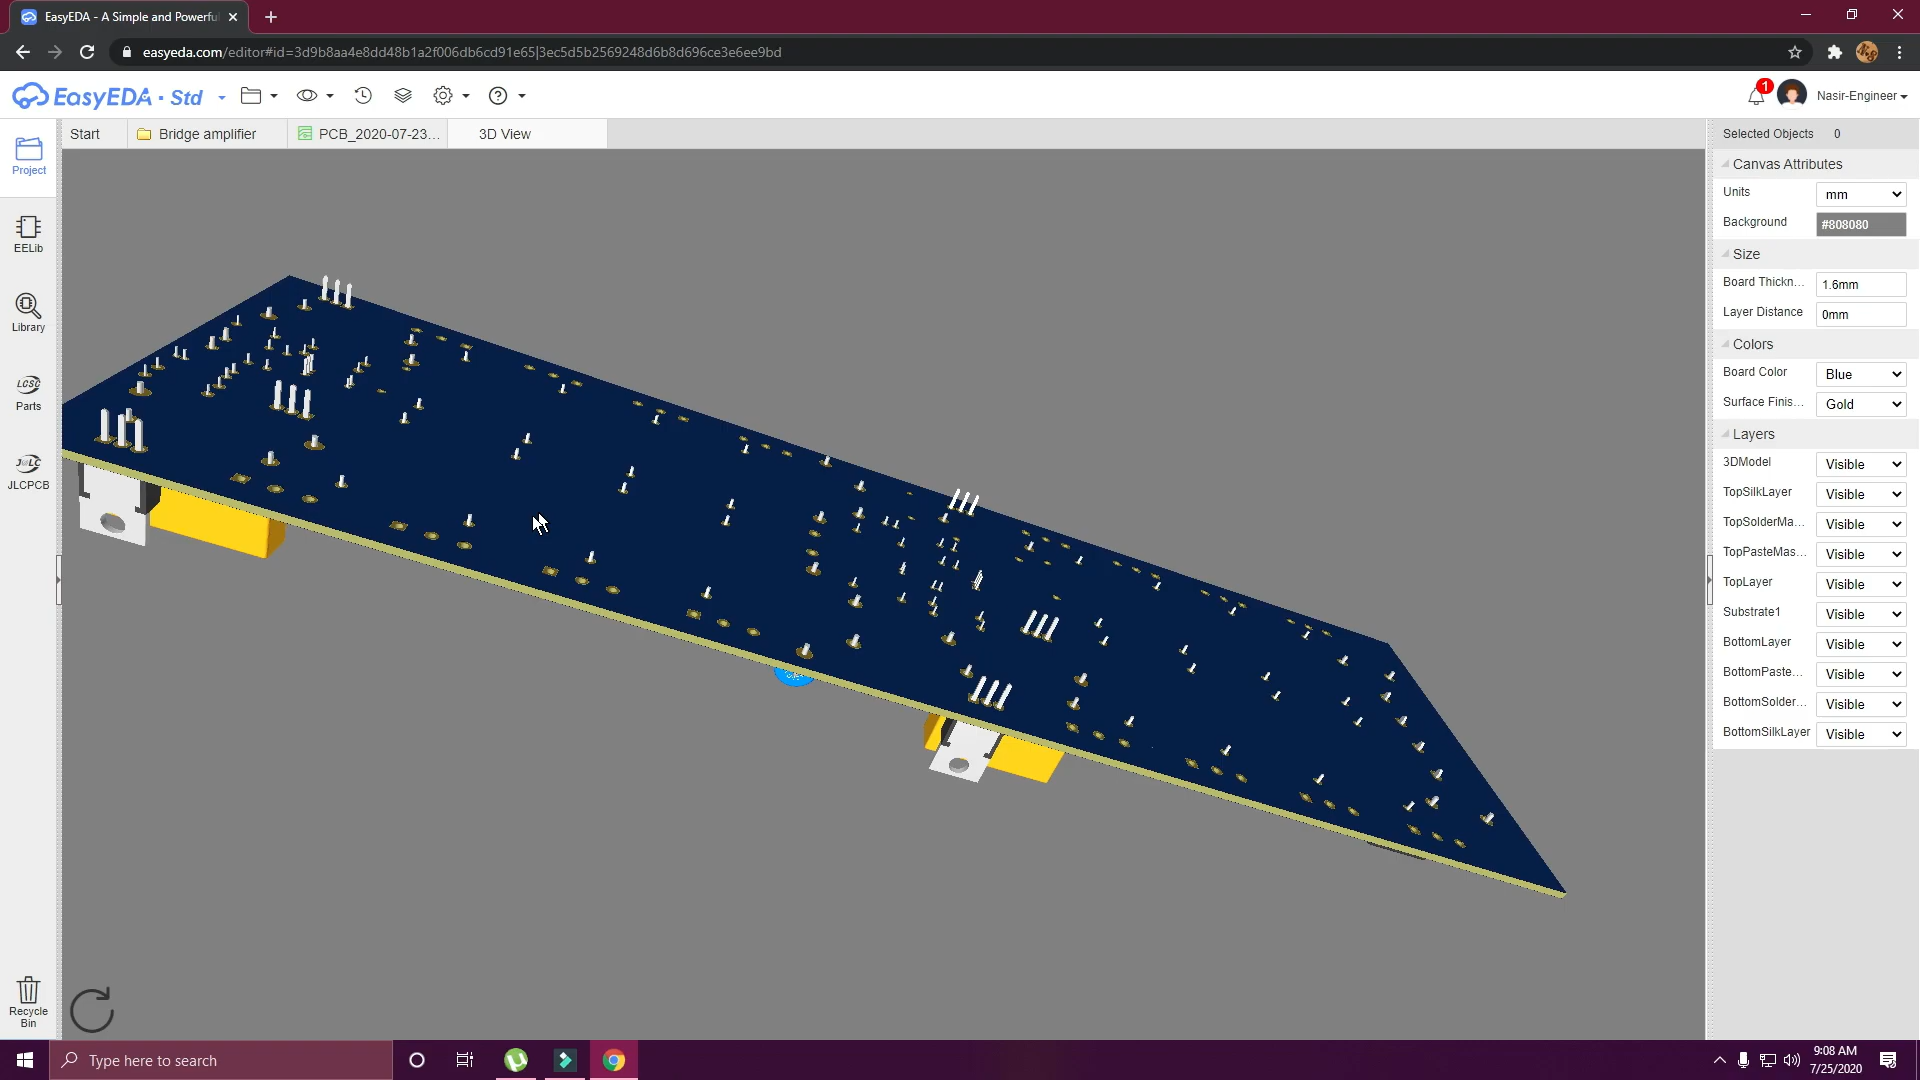 EasyEDA - A Simple and Powerfu
easyeda.com/editor#id=3d9b8aa4e8dd48b1a2f006db6cd91e65|3ec5d5b2569248d6b8d696ce3e6ee9bd
EasyEDA · Std
1
Nasir-Engineer
Start
Bridge amplifier
PCB_2020-07-23...
3D View
Project
EELib
Library
LCSC
Parts
JLCPCB
Recycle
Bin
Selected Objects 0
Canvas Attributes
Units mm
Background #808080
Size
Board Thickn... 1.6mm
Layer Distance 0mm
Colors
Board Color Blue
Surface Finis... Gold
Layers
3DModel Visible
TopSilkLayer Visible
TopSolderMa... Visible
TopPasteMas... Visible
TopLayer Visible
Substrate1 Visible
BottomLayer Visible
BottomPaste... Visible
BottomSolder... Visible
BottomSilkLayer Visible
Type here to search
9:08 AM
7/25/2020